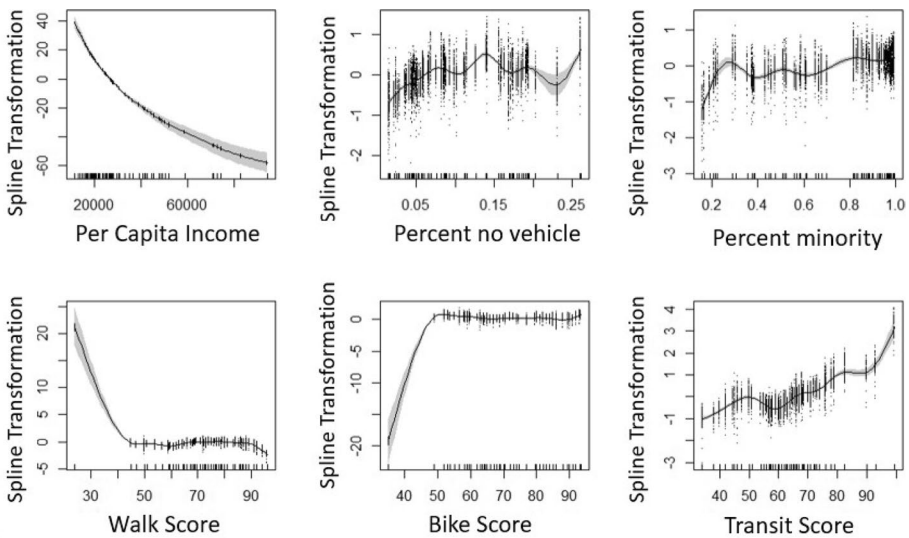 Spline Transformation
40
20
0
-20
-60
20000 60000
Per Capita Income
Spline Transformation
1
0
-1
-2
0.05 0.15 0.25
Percent no vehicle
Spline Transformation
1
0
-1
-2
-3
0.2 0.4 0.6 0.8 1.0
Percent minority
Spline Transformation
20
10
5
0
-5
30 50 70 90
Walk Score
Spline Transformation
0
-5
-10
-20
40 50 60 70 80 90
Bike Score
Spline Transformation
4
3
2
1
-1
-3
40 50 60 70 80 90
Transit Score